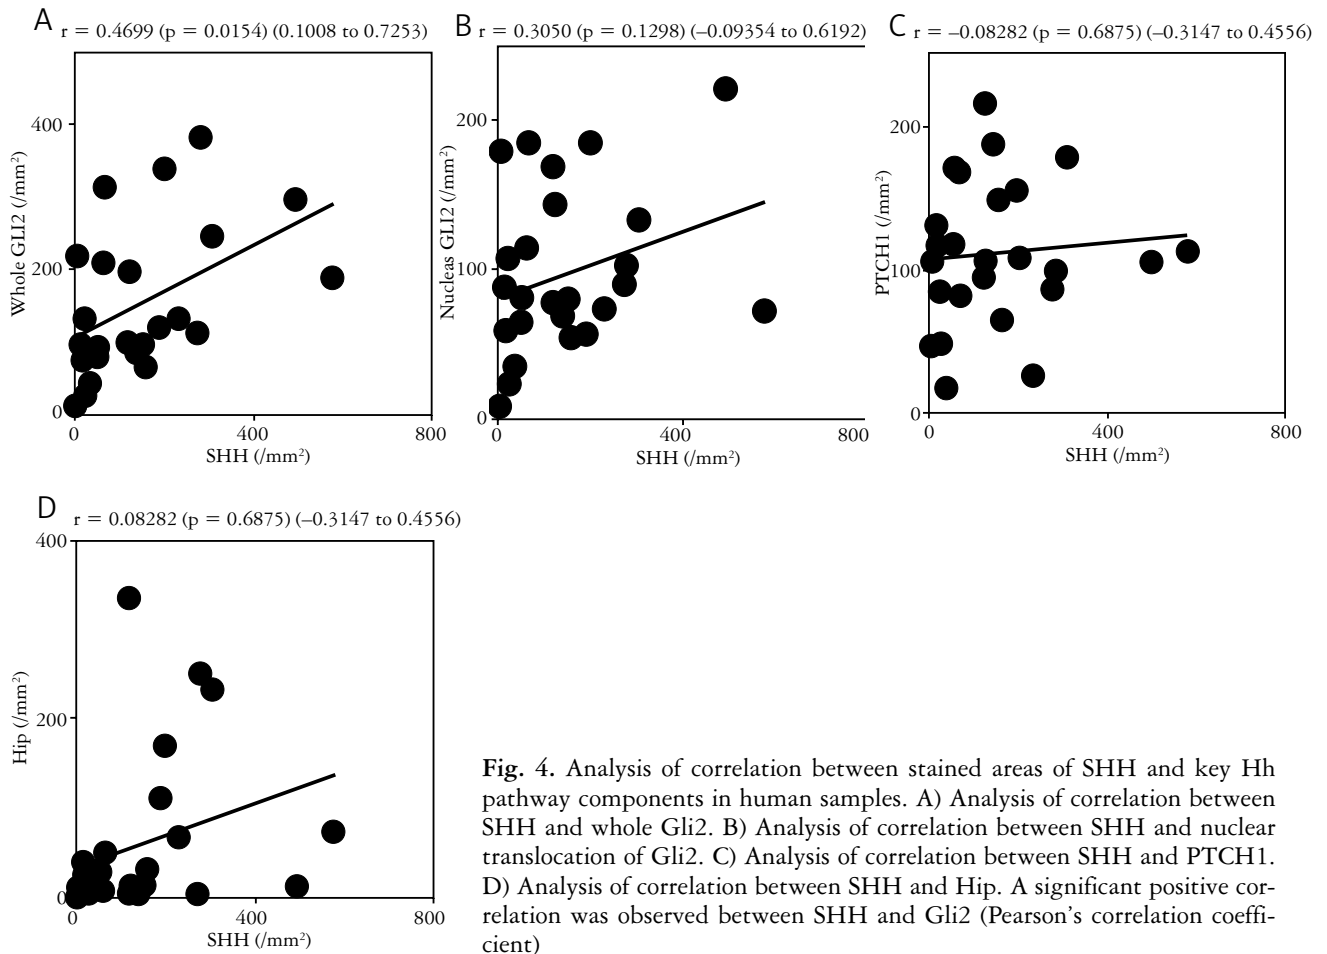 A r = 0.4699 (p = 0.0154) (0.1008 to 0.7253)
Whole GLI2 (/mm²)
400
200
0
0 400 800
SHH (/mm²)
B r = 0.3050 (p = 0.1298) (–0.09354 to 0.6192)
Nucleas GLI2 (/mm²)
200
100
0
0 400 800
SHH (/mm²)
C r = –0.08282 (p = 0.6875) (–0.3147 to 0.4556)
PTCH1 (/mm²)
200
100
0
0 400 800
SHH (/mm²)
D r = 0.08282 (p = 0.6875) (–0.3147 to 0.4556)
Hip (/mm²)
400
200
0
0 400 800
SHH (/mm²)
Fig. 4. Analysis of correlation between stained areas of SHH and key Hh
pathway components in human samples. A) Analysis of correlation between
SHH and whole Gli2. B) Analysis of correlation between SHH and nuclear
translocation of Gli2. C) Analysis of correlation between SHH and PTCH1.
D) Analysis of correlation between SHH and Hip. A significant positive cor-
relation was observed between SHH and Gli2 (Pearson's correlation coeffi-
cient)